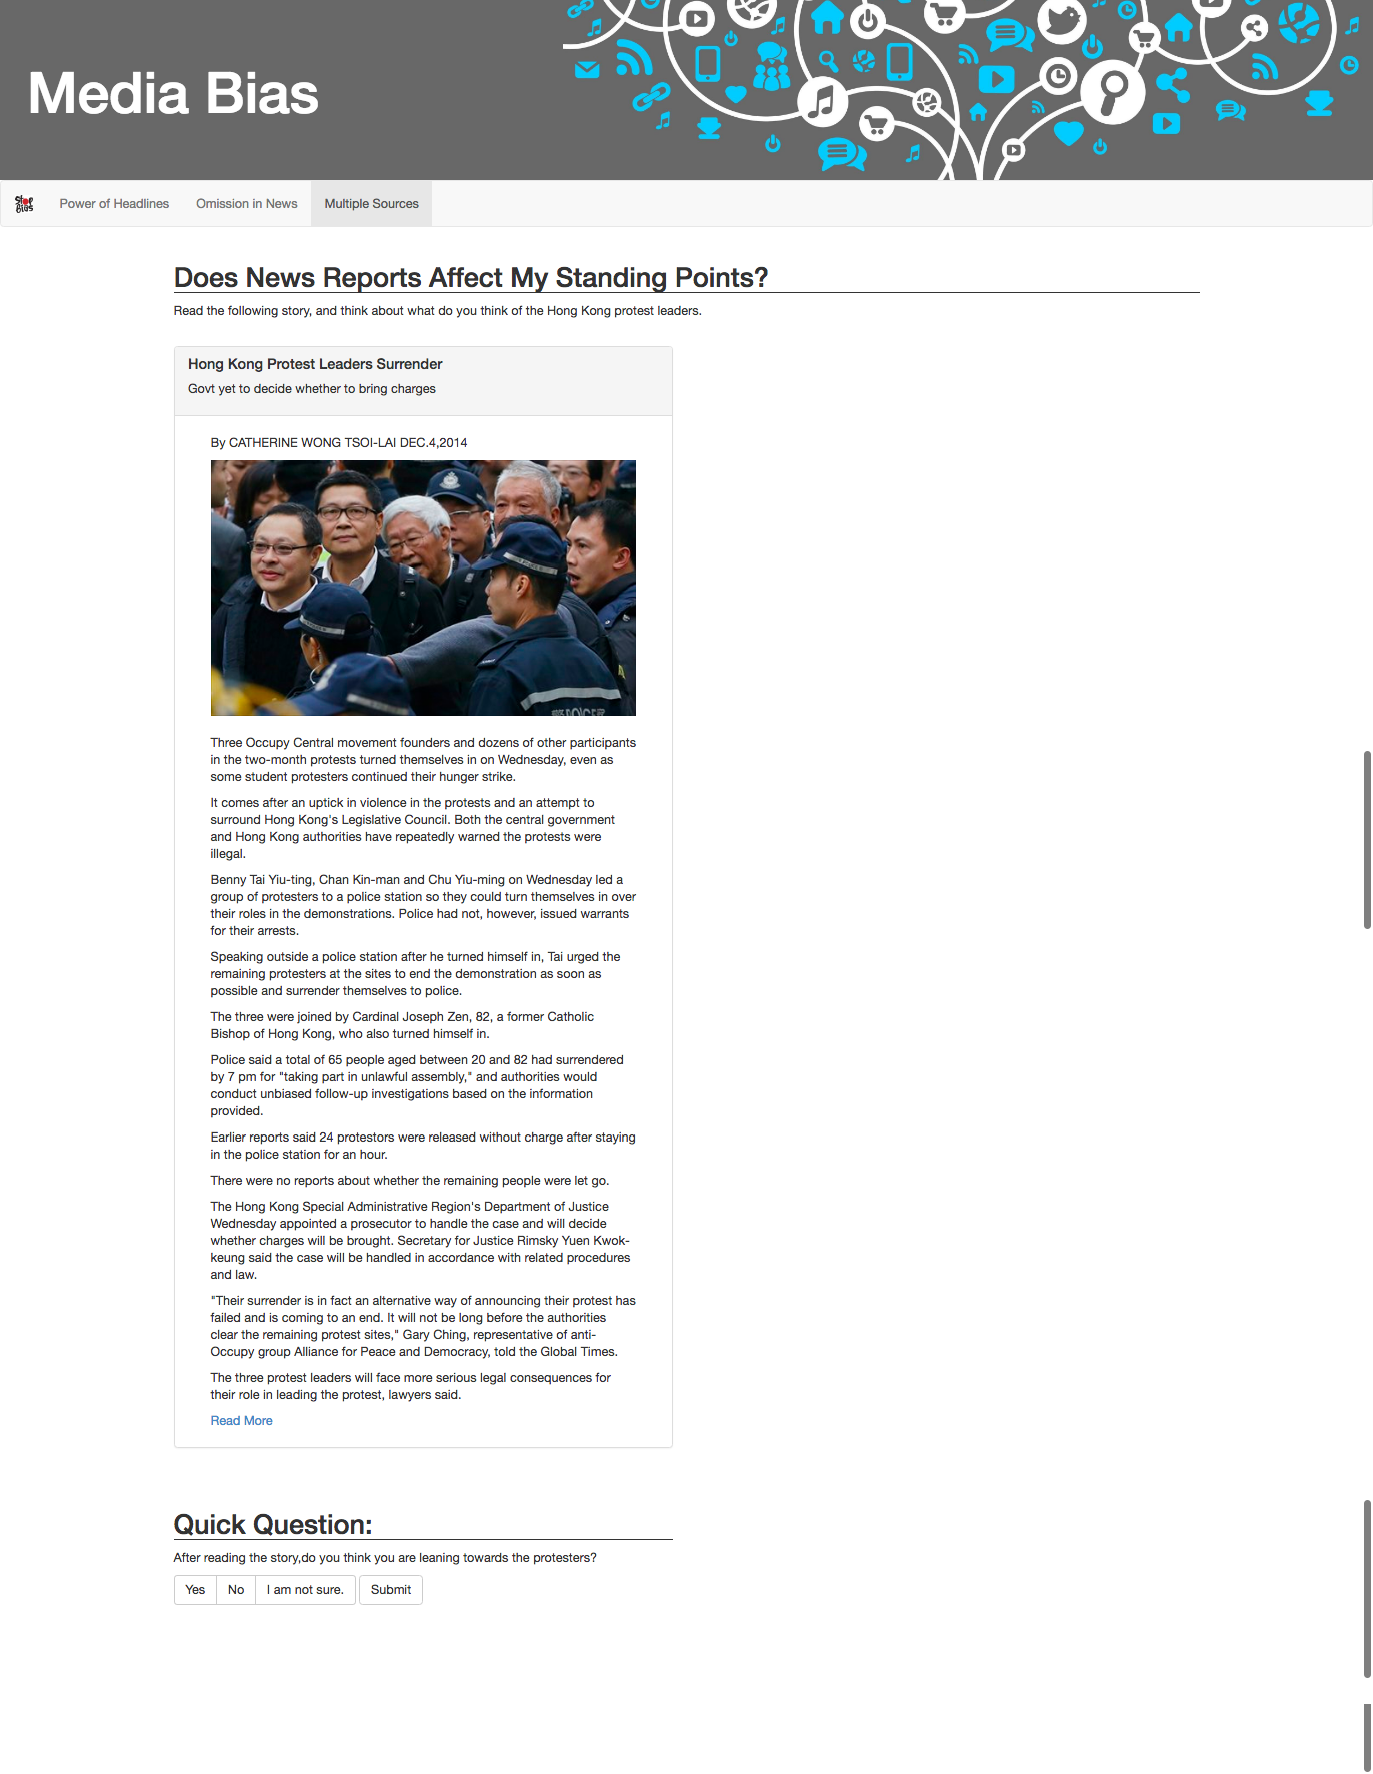 Media Bias
Stop
Bias
Power of Headlines
Omission in News
Multiple Sources
Does News Reports Affect My Standing Points?
Read the following story, and think about what do you think of the Hong Kong protest leaders.
Hong Kong Protest Leaders Surrender
Govt yet to decide whether to bring charges
By CATHERINE WONG TSOI-LAI DEC.4,2014
Three Occupy Central movement founders and dozens of other participants
in the two-month protests turned themselves in on Wednesday, even as
some student protesters continued their hunger strike.
It comes after an uptick in violence in the protests and an attempt to
surround Hong Kong's Legislative Council. Both the central government
and Hong Kong authorities have repeatedly warned the protests were
illegal.
Benny Tai Yiu-ting, Chan Kin-man and Chu Yiu-ming on Wednesday led a
group of protesters to a police station so they could turn themselves in over
their roles in the demonstrations. Police had not, however, issued warrants
for their arrests.
Speaking outside a police station after he turned himself in, Tai urged the
remaining protesters at the sites to end the demonstration as soon as
possible and surrender themselves to police.
The three were joined by Cardinal Joseph Zen, 82, a former Catholic
Bishop of Hong Kong, who also turned himself in.
Police said a total of 65 people aged between 20 and 82 had surrendered
by 7 pm for "taking part in unlawful assembly," and authorities would
conduct unbiased follow-up investigations based on the information
provided.
Earlier reports said 24 protestors were released without charge after staying
in the police station for an hour.
There were no reports about whether the remaining people were let go.
The Hong Kong Special Administrative Region's Department of Justice
Wednesday appointed a prosecutor to handle the case and will decide
whether charges will be brought. Secretary for Justice Rimsky Yuen Kwok-
keung said the case will be handled in accordance with related procedures
and law.
"Their surrender is in fact an alternative way of announcing their protest has
failed and is coming to an end. It will not be long before the authorities
clear the remaining protest sites," Gary Ching, representative of anti-
Occupy group Alliance for Peace and Democracy, told the Global Times.
The three protest leaders will face more serious legal consequences for
their role in leading the protest, lawyers said.
Read More
Quick Question:
After reading the story,do you think you are leaning towards the protesters?
Yes
No
I am not sure.
Submit